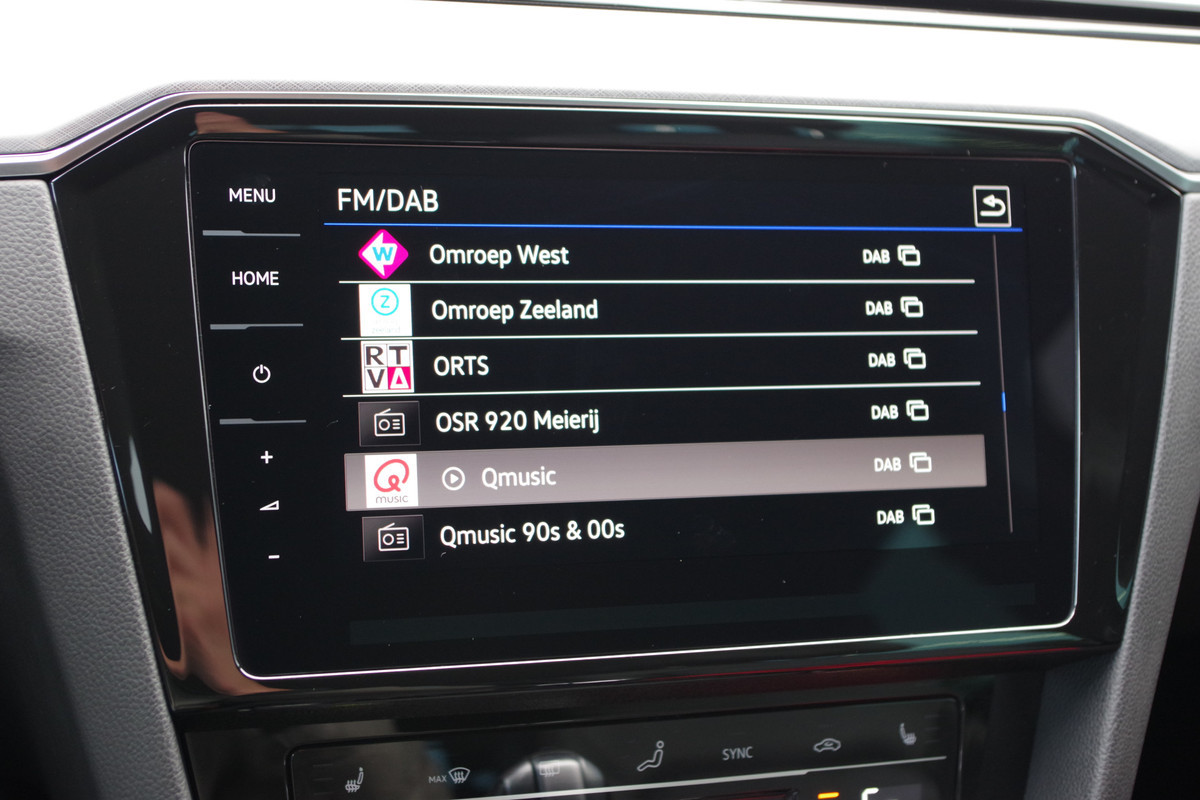 MENU
FM/DAB
HOME
W
Omroep West DAB
Z
Omroep Zeeland DAB
RT
VA
ORTS DAB
OSR 920 Meierij DAB
music
Qmusic DAB
Qmusic 90s & 00s DAB
+
-
MAX
SYNC